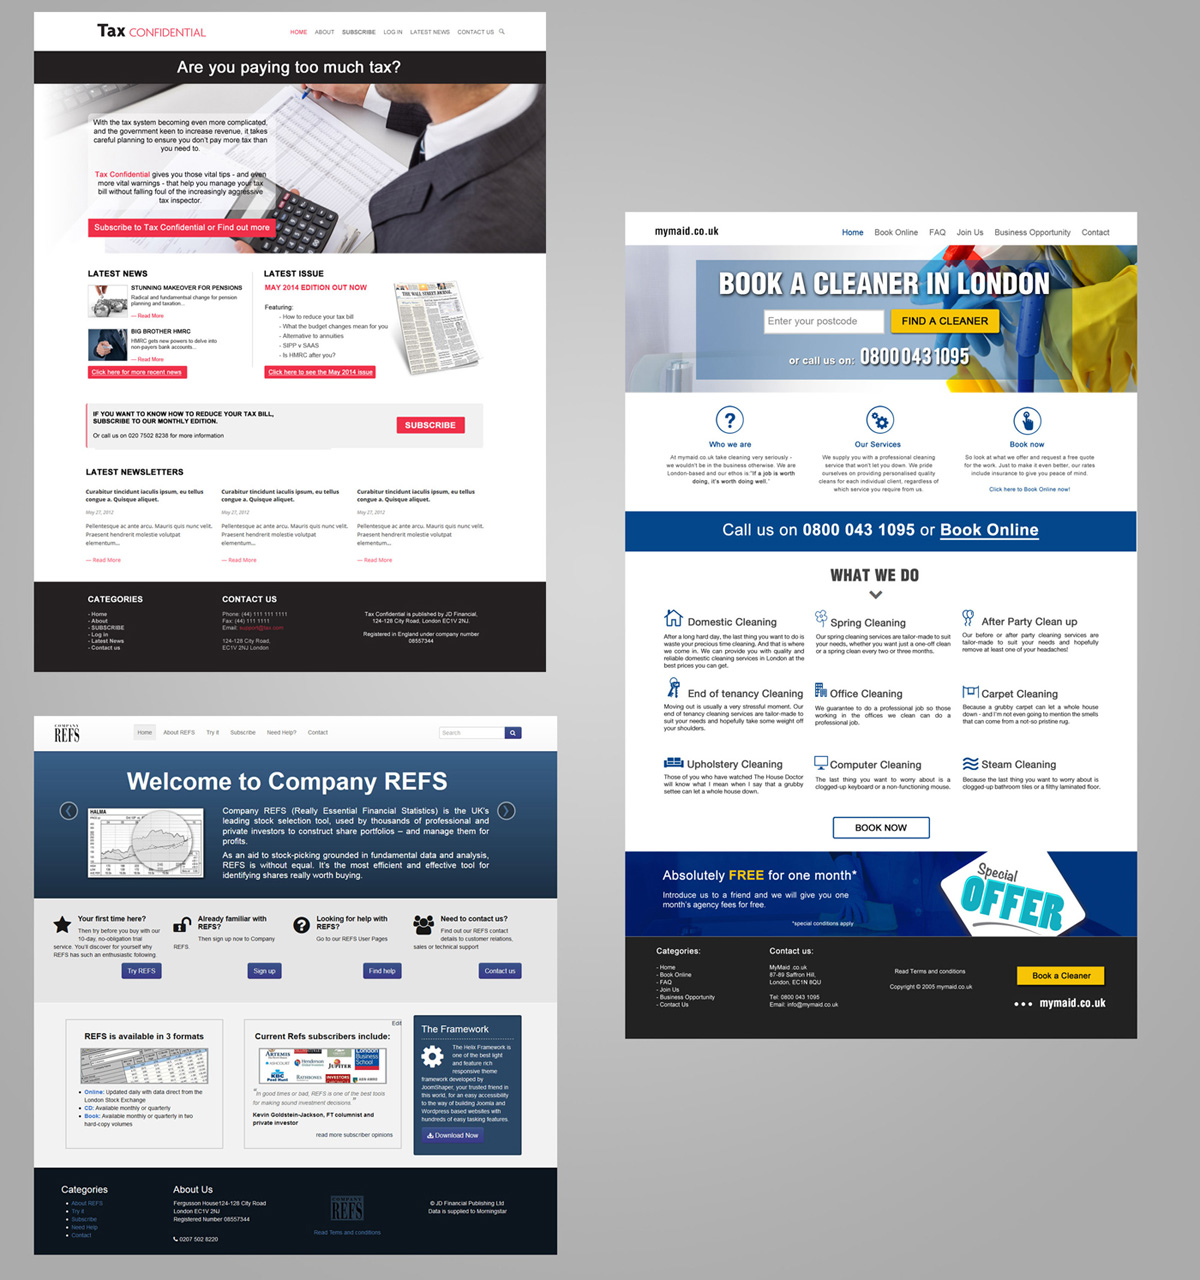 Tax CONFIDENTIAL
HOME ABOUT SUBSCRIBE LOG IN LATEST NEWS CONTACT US
Are you paying too much tax?
With the tax system becoming even more complicated,
and the government keen to increase revenue, it takes
careful planning to ensure you don't pay more tax than
you need to.
Tax Confidential gives you those vital tips - and even
more vital warnings - that help you manage your tax
bill without falling foul of the increasingly aggressive
tax inspector.
Subscribe to Tax Confidential or Find out more
LATEST NEWS
STUNNING MAKEOVER FOR PENSIONS
Radical and fundamentsal change for pension
planning and taxation...
— Read More
BIG BROTHER HMRC
HMRC gets new powers to delve into
non-payers bank accounts...
— Read More
Click here for more recent news
LATEST ISSUE
MAY 2014 EDITION OUT NOW
Featuring:
- How to reduce your tax bill
- What the budget changes mean for you
- Alternative to annuities
- SIPP v SAAS
- Is HMRC after you?
Click here to see the May 2014 issue
THE WALL STREET JOURNAL
IF YOU WANT TO KNOW HOW TO REDUCE YOUR TAX BILL,
SUBSCRIBE TO OUR MONTHLY EDITION.
Or call us on 020 7502 8238 for more information
SUBSCRIBE
LATEST NEWSLETTERS
Curabitur tincidunt iaculis ipsum, eu tellus
congue a. Quisque aliquet.
May 27, 2012
Pellentesque ac ante arcu. Mauris quis nunc velit.
Praesent hendrerit molestie volutpat
elementum...
— Read More
Curabitur tincidunt iaculis ipsum, eu tellus
congue a. Quisque aliquet.
May 27, 2012
Pellentesque ac ante arcu. Mauris quis nunc velit.
Praesent hendrerit molestie volutpat
elementum...
— Read More
Curabitur tincidunt iaculis ipsum, eu tellus
congue a. Quisque aliquet.
May 27, 2012
Pellentesque ac ante arcu. Mauris quis nunc velit.
Praesent hendrerit molestie volutpat
elementum...
— Read More
CATEGORIES
- Home
- About
- SUBSCRIBE
- Log in
- Latest News
- Contact us
CONTACT US
Phone: (44) 111 111 1111
Fax: (44) 111 1111
Email: support@tax.com
124-128 City Road,
EC1V 2NJ London
Tax Confidential is published by JD Financial,
124-128 City Road, London EC1V 2NJ.
Registered in England under company number
08557344
COMPANY
REFS
Home About REFS Try it Subscribe Need Help? Contact
Search
Welcome to Company REFS
HALMA
Company REFS (Really Essential Financial Statistics) is the UK's
leading stock selection tool, used by thousands of professional and
private investors to construct share portfolios – and manage them for
profits.
As an aid to stock-picking grounded in fundamental data and analysis,
REFS is without equal. It's the most efficient and effective tool for
identifying shares really worth buying.
Your first time here?
Then try before you buy with our
10-day, no-obligation trial
service. You'll discover for yourself why
REFS has such an enthusiastic following.
Try REFS
Already familiar with
REFS?
Then sign up now to Company
REFS
Sign up
Looking for help with
REFS?
Go to our REFS User Pages
Find help
Need to contact us?
Find out our REFS contact
details to customer relations,
sales or technical support
Contact us
REFS is available in 3 formats
Online: Updated daily with data direct from the
London Stock Exchange
CD: Available monthly or quarterly
Book: Available monthly or quarterly in two
hard-copy volumes
Edit
Current Refs subscribers include:
ARTEMIS
Henderson
JUPITER
London
Business
School
KBC
Peel Hunt
RATHBONES
INVESTORS
"In good times or bad, REFS is one of the best tools
for making sound investment decisions."
Kevin Goldstein-Jackson, FT columnist and
private investor
read more subscriber opinions
The Framework
The Helix Framework is
one of the best light
and feature rich
responsive theme
framework developed by
JoomShaper, your trusted friend in
this world, for an easy accessibility
to the way of building Joomla and
Wordpress based websites with
hundreds of easy tasking features.
Download Now
Categories
About REFS
Try it
Subscribe
Need Help
Contact
About Us
Fergusson House124-128 City Road
London EC1V 2NJ
Registered Number 08557344
0207 502 8220
COMPANY
REFS
Read Tems and conditions
© JD Financial Publishing Ltd
Data is supplied to Morningstar
mymaid.co.uk
Home Book Online FAQ Join Us Business Opportunity Contact
BOOK A CLEANER IN LONDON
Enter your postcode
FIND A CLEANER
or call us on: 0800 043 1095
Who we are
At mymaid.co.uk take cleaning very seriously -
we wouldn't be in the business otherwise. We are
London-based and our ethos is "if a job is worth
doing, it's worth doing well."
Our Services
We supply you with a professional cleaning
service that won't let you down. We pride
ourselves on providing personalised quality
cleans for each individual client, regardless of
which service you require from us.
Book now
So look at what we offer and request a free quote
for the work. Just to make it even better, our rates
include insurance to give you peace of mind.
Click here to Book Online now!
Call us on 0800 043 1095 or Book Online
WHAT WE DO
Domestic Cleaning
After a long hard day, the last thing you want to do is
waste your precious time cleaning. And that is where
we come in. We can provide you with quality and
reliable domestic cleaning services in London at the
best prices you can get.
Spring Cleaning
Our spring cleaning services are tailor-made to suit
your needs, whether you want just a one-off clean
or a spring clean every two or three months.
After Party Clean up
Our before or after party cleaning services are
tailor-made to suit your needs and hopefully
remove at least one of your headaches!
End of tenancy Cleaning
Moving out is usually a very stressful moment. Our
end of tenancy cleaning services are tailor-made to
suit your needs and hopefully take some weight off
your shoulders.
Office Cleaning
We guarantee to do a professional job so those
working in the offices we clean can do a
professional job.
Carpet Cleaning
Because a grubby carpet can let a whole house
down - and I'm not even going to mention the smells
that can come from a not-so pristine rug.
Upholstery Cleaning
Those of you who have watched The House Doctor
will know what I mean when I say that a grubby
settee can let a whole house down.
Computer Cleaning
The last thing you want to worry about is a
clogged-up keyboard or a non-functioning mouse.
Steam Cleaning
Because the last thing you want to worry about is
clogged-up bathroom tiles or a filthy laminated floor.
BOOK NOW
Absolutely FREE for one month*
Introduce us to a friend and we will give you one
month's agency fees for free.
*special conditions apply
Special
OFFER
Categories:
- Home
- Book Online
- FAQ
- Join Us
- Business Opportunity
- Contact Us
Contact us:
MyMaid .co.uk
87-89 Saffron Hill,
London, EC1N 8QU
Tel: 0800 043 1095
Email: info@mymaid.co.uk
Read Terms and conditions
Copyright © 2005 mymaid.co.uk
Book a Cleaner
mymaid.co.uk